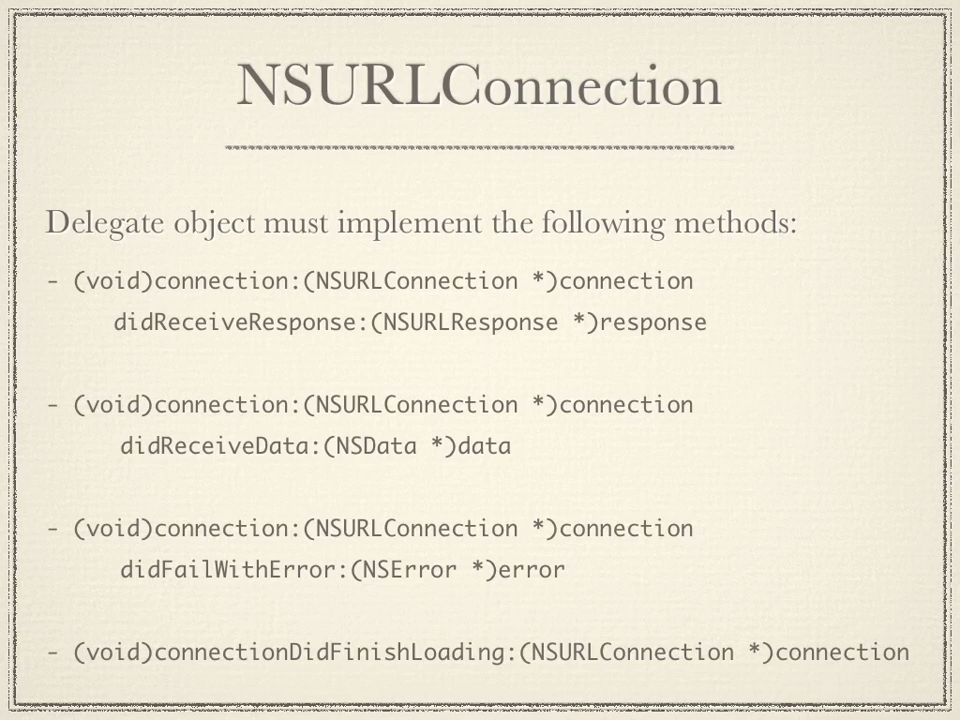 NSURLConnection
Delegate object must implement the following methods:
- (void)connection:(NSURLConnection *)connection
didReceiveResponse:(NSURLResponse *)response
- (void)connection:(NSURLConnection *)connection
didReceiveData:(NSData *)data
- (void)connection:(NSURLConnection *)connection
didFailWithError:(NSError *)error
- (void)connectionDidFinishLoading:(NSURLConnection *)connection